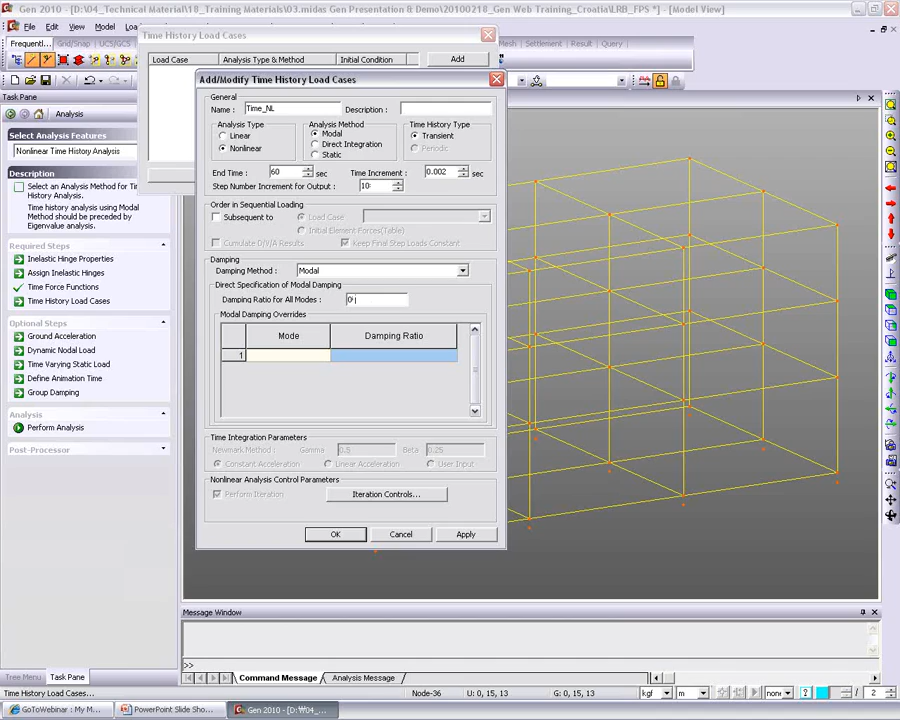 Gen 2010 - [D:\04_Technical Material\18_Training Materials\03.midas Gen Presentation & Demo\20100218_Gen Web Training_Croatia\LRB_FPS *] - [Model View]
File Edit View Model Load
Time History Load Cases
Frequentl... Grid/Snap UCS/GCS
Mesh Settlement Result Query
Load Case Analysis Type & Method Initial Condition Add
Add/Modify Time History Load Cases
Task Pane
Analysis
Select Analysis Features
Nonlinear Time History Analysis
Description
Select an Analysis Method for Ti
History Analysis.
Time history analysis using Modal
Method should be preceded by
Eigenvalue analysis.
Required Steps
Inelastic Hinge Properties
Assign Inelastic Hinges
Time Force Functions
Time History Load Cases
Optional Steps
Ground Acceleration
Dynamic Nodal Load
Time Varying Static Load
Define Animation Time
Group Damping
Analysis
Perform Analysis
Post-Processor
General
Name : Time_NL Description :
Analysis Type Analysis Method Time History Type
Linear Modal Transient
Nonlinear Direct Integration Periodic
Static
End Time : 60 sec Time Increment : 0.002 sec
Step Number Increment for Output : 10
Order in Sequential Loading
Subsequent to Load Case
Initial Element Forces(Table)
Cumulate D/V/A Results Keep Final Step Loads Constant
Damping
Damping Method : Modal
Direct Specification of Modal Damping
Damping Ratio for All Modes : 0
Modal Damping Overrides
Mode Damping Ratio
1
Time Integration Parameters
Newmark Method : Gamma 0.5 Beta 0.25
Constant Acceleration Linear Acceleration User Input
Nonlinear Analysis Control Parameters
Perform Iteration Iteration Controls...
OK Cancel Apply
Message Window
>>
Tree Menu Task Pane
Command Message Analysis Message
Time History Load Cases... Node-36 U: 0, 15, 13 G: 0, 15, 13 kgf m none 2
GoToWebinar : My M... PowerPoint Slide Sho... Gen 2010 - [D:₩04_...